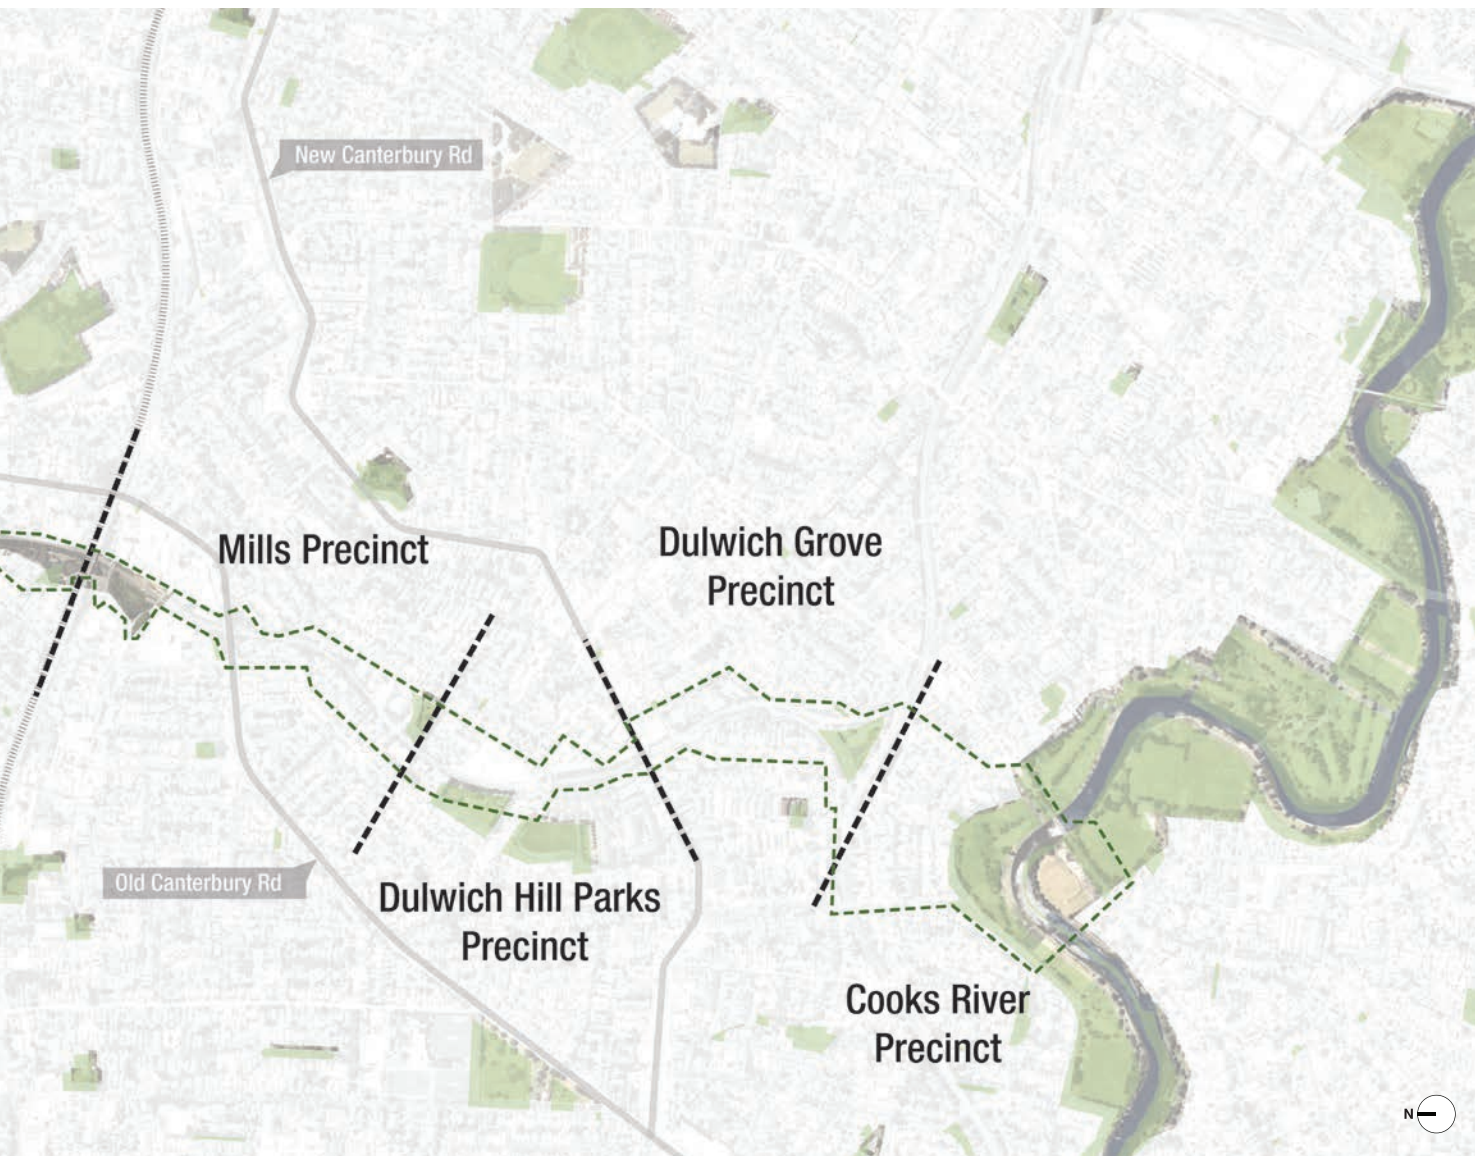 New Canterbury Rd
Mills Precinct
Dulwich Grove
Precinct
Old Canterbury Rd
Dulwich Hill Parks
Precinct
Cooks River
Precinct
N